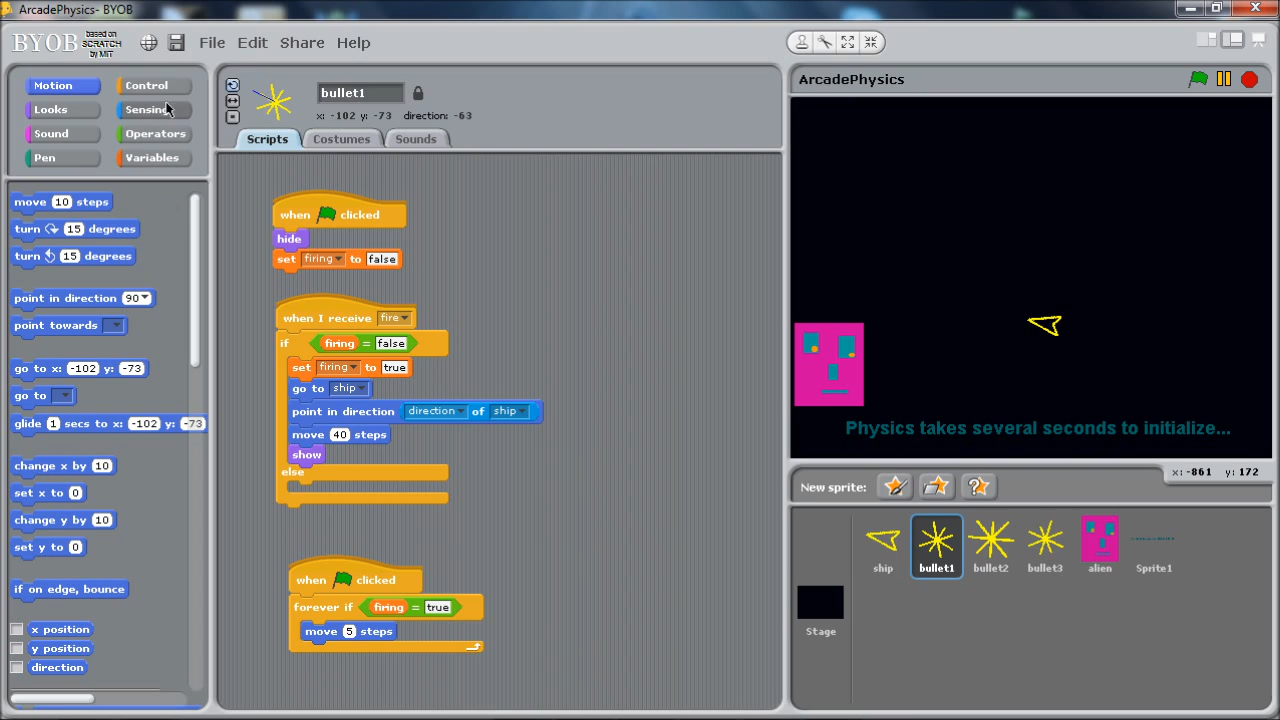 ArcadePhysics- BYOB
BYOB
based on
SCRATCH
by MIT
File Edit Share Help
Motion Control
Looks Sensing
Sound Operators
Pen Variables
move 10 steps
turn 15 degrees
turn 15 degrees
point in direction 90
point towards
go to x: -102 y: -73
go to
glide 1 secs to x: -102 y: -73
change x by 10
set x to 0
change y by 10
set y to 0
if on edge, bounce
x position
y position
direction
bullet1
x: -102 y: -73 direction: -63
Scripts Costumes Sounds
when clicked
hide
set firing to false
when I receive fire
if firing = false
set firing to true
go to ship
point in direction direction of ship
move 40 steps
show
else
when clicked
forever if firing = true
move 5 steps
ArcadePhysics
Physics takes several seconds to initialize...
x: -861 y: 172
New sprite:
ship bullet1 bullet2 bullet3 alien Sprite1
Stage